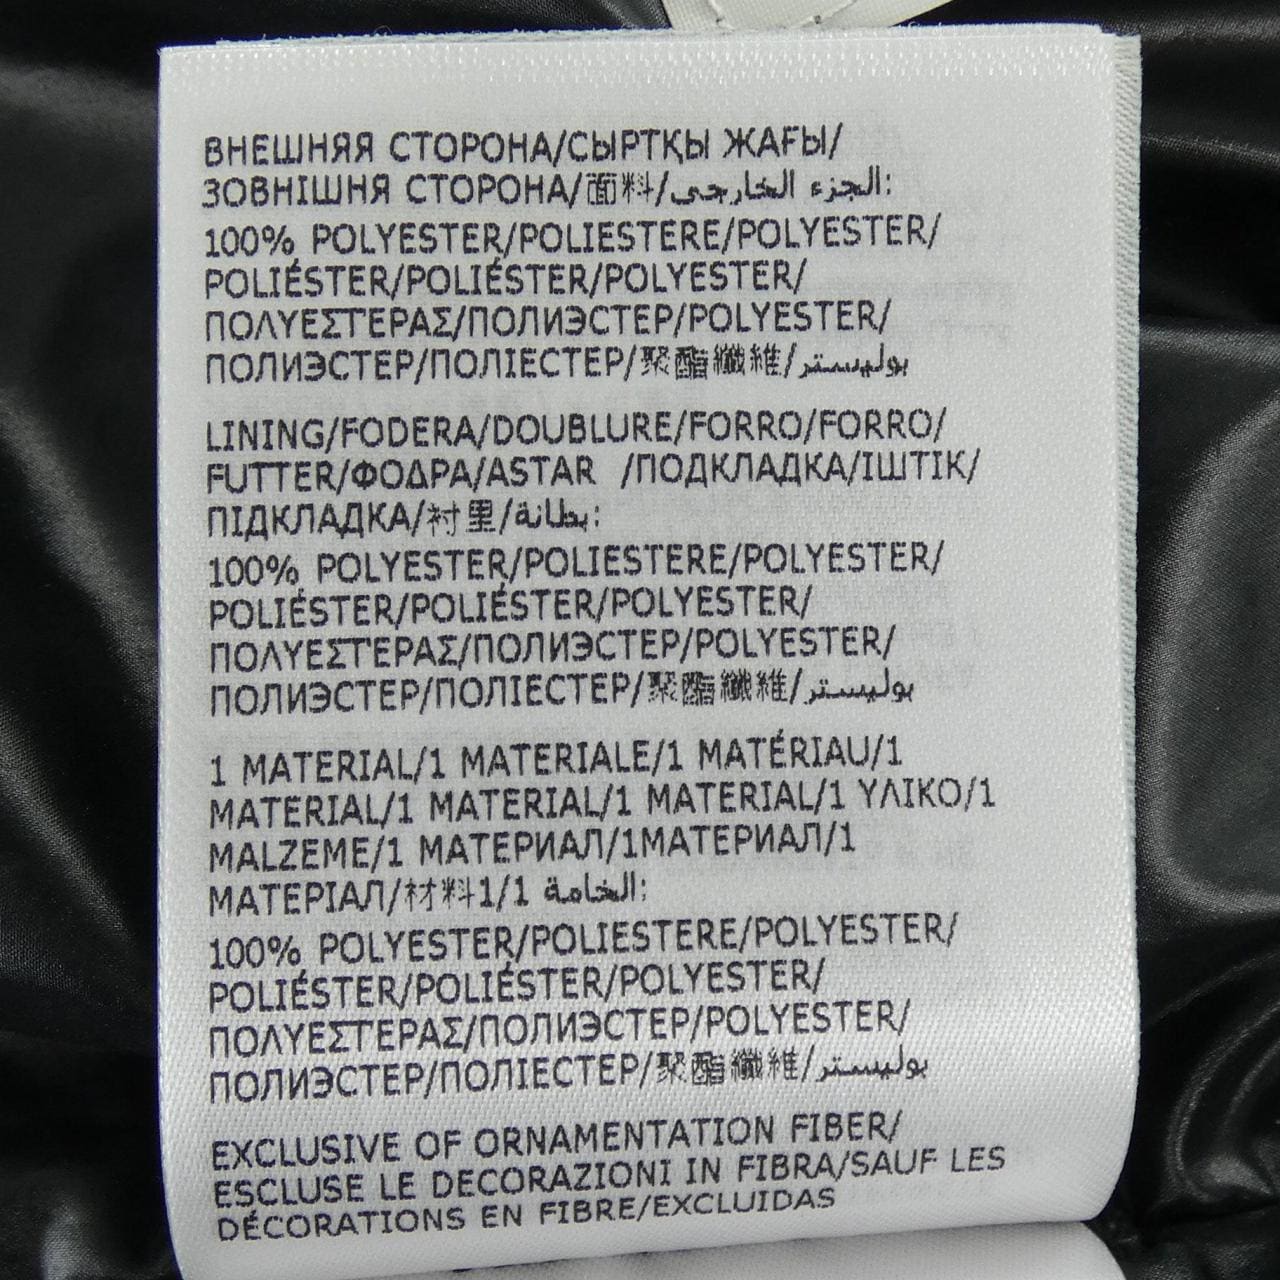 ВНЕШНЯЯ СТОРОНА/СЫРТҚЫ ЖАҒЫ/
ЗОВНІШНЯ СТОРОНА/面料/الجزء الخارجى:
100% POLYESTER/POLIESTERE/POLYESTER/
POLIÉSTER/POLIÉSTER/POLYESTER/
ΠΟΛΥΕΣΤΕΡΑΣ/ПОЛИЭСТЕР/POLYESTER/
ПОЛИЭСТЕР/ПОЛІЕСТЕР/聚酯纖維/بوليستر
LINING/FODERA/DOUBLURE/FORRO/FORRO/
FUTTER/ΦΟΔΡΑ/ASTAR /ПОДКЛАДКА/ІШТІК/
ПІДКЛАДКА/衬里/بطانة:
100% POLYESTER/POLIESTERE/POLYESTER/
POLIÉSTER/POLIÉSTER/POLYESTER/
ΠΟΛΥΕΣΤΕΡΑΣ/ПОЛИЭСТЕР/POLYESTER/
ПОЛИЭСТЕР/ПОЛІЕСТЕР/聚酯纖維/بوليستر
1 MATERIAL/1 MATERIALE/1 MATÉRIAU/1
MATERIAL/1 MATERIAL/1 MATERIAL/1 ΥΛΙΚΟ/1
MALZEME/1 МАТЕРИАЛ/1МАТЕРИАЛ/1
МАТЕРІАЛ/材料1/1 الخامة:
100% POLYESTER/POLIESTERE/POLYESTER/
POLIÉSTER/POLIÉSTER/POLYESTER/
ΠΟΛΥΕΣΤΕΡΑΣ/ПОЛИЭСТЕР/POLYESTER/
ПОЛИЭСТЕР/ПОЛІЕСТЕР/聚酯纖維/بوليستر
EXCLUSIVE OF ORNAMENTATION FIBER/
ESCLUSE LE DECORAZIONI IN FIBRA/SAUF LES
DÉCORATIONS EN FIBRE/EXCLUIDAS